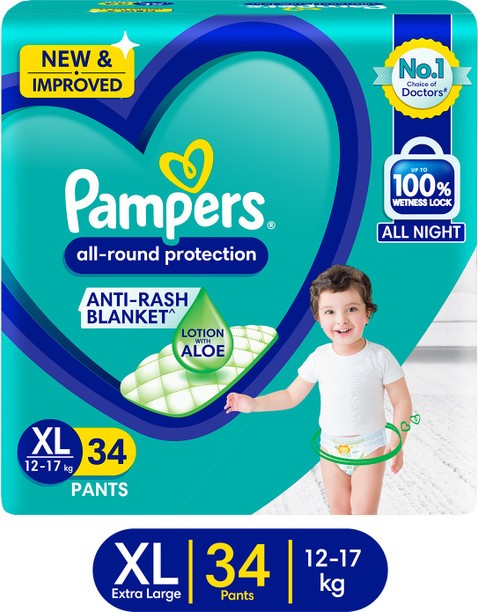 NEW &
IMPROVED
No.1
Choice of
Doctors#
UP TO
100%
WETNESS LOCK
ALL NIGHT
Pampers®
all-round protection
ANTI-RASH
BLANKET^
LOTION
WITH
ALOE
XL
12-17 kg
34
PANTS
XL
Extra Large
34
Pants
12-17
kg